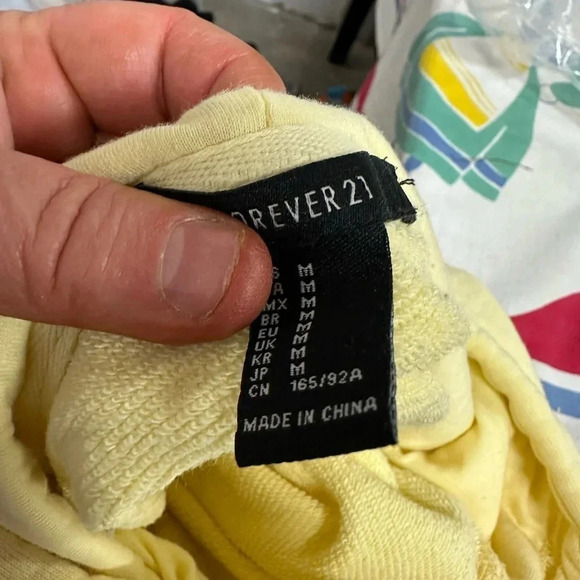 OREVER 21
S M
A M
MX M
BR M
EU M
UK M
KR M
JP M
CN 165/92A
MADE IN CHINA